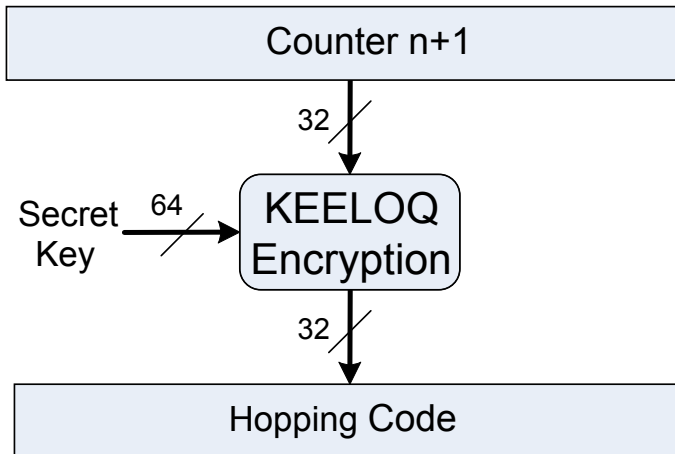 Counter n+1
32
64
Secret
Key
KEELOQ
Encryption
32
Hopping Code